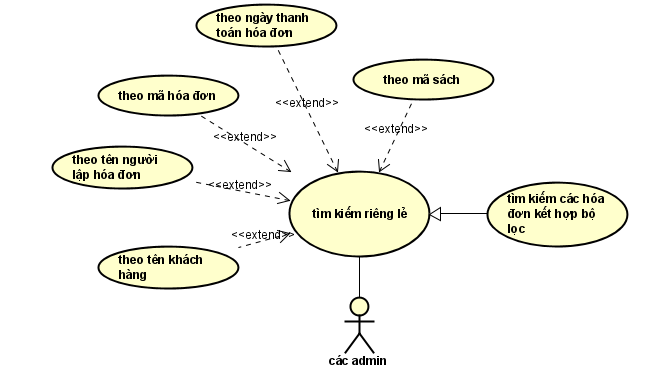 theo ngày thanh
toán hóa đơn
theo mã sách
<<extend>>
theo mã hóa đơn
<<extend>>
<<extend>>
theo tên người
lập hóa đơn
<<extend>>
tìm kiếm riêng lẻ
tìm kiếm các hóa
đơn kết hợp bộ
lọc
<<extend>>
theo tên khách
hàng
các admin